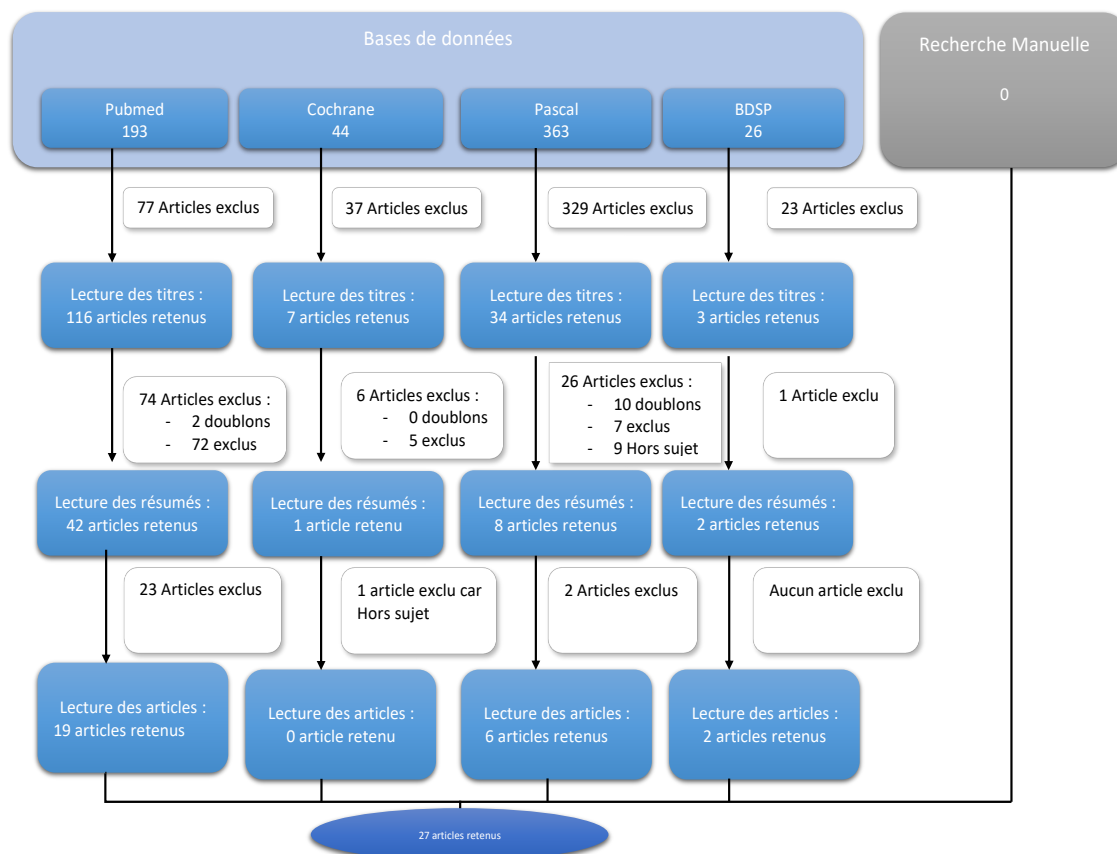 Bases de données
Recherche Manuelle
0
Pubmed
193
Cochrane
44
Pascal
363
BDSP
26
77 Articles exclus
37 Articles exclus
329 Articles exclus
23 Articles exclus
Lecture des titres :
116 articles retenus
Lecture des titres :
7 articles retenus
Lecture des titres :
34 articles retenus
Lecture des titres :
3 articles retenus
74 Articles exclus :
- 2 doublons
- 72 exclus
6 Articles exclus :
- 0 doublons
- 5 exclus
26 Articles exclus :
- 10 doublons
- 7 exclus
- 9 Hors sujet
1 Article exclu
Lecture des résumés :
42 articles retenus
Lecture des résumés :
1 article retenu
Lecture des résumés :
8 articles retenus
Lecture des résumés :
2 articles retenus
23 Articles exclus
1 article exclu car
Hors sujet
2 Articles exclus
Aucun article exclu
Lecture des articles :
19 articles retenus
Lecture des articles :
0 article retenu
Lecture des articles :
6 articles retenus
Lecture des articles :
2 articles retenus
27 articles retenus